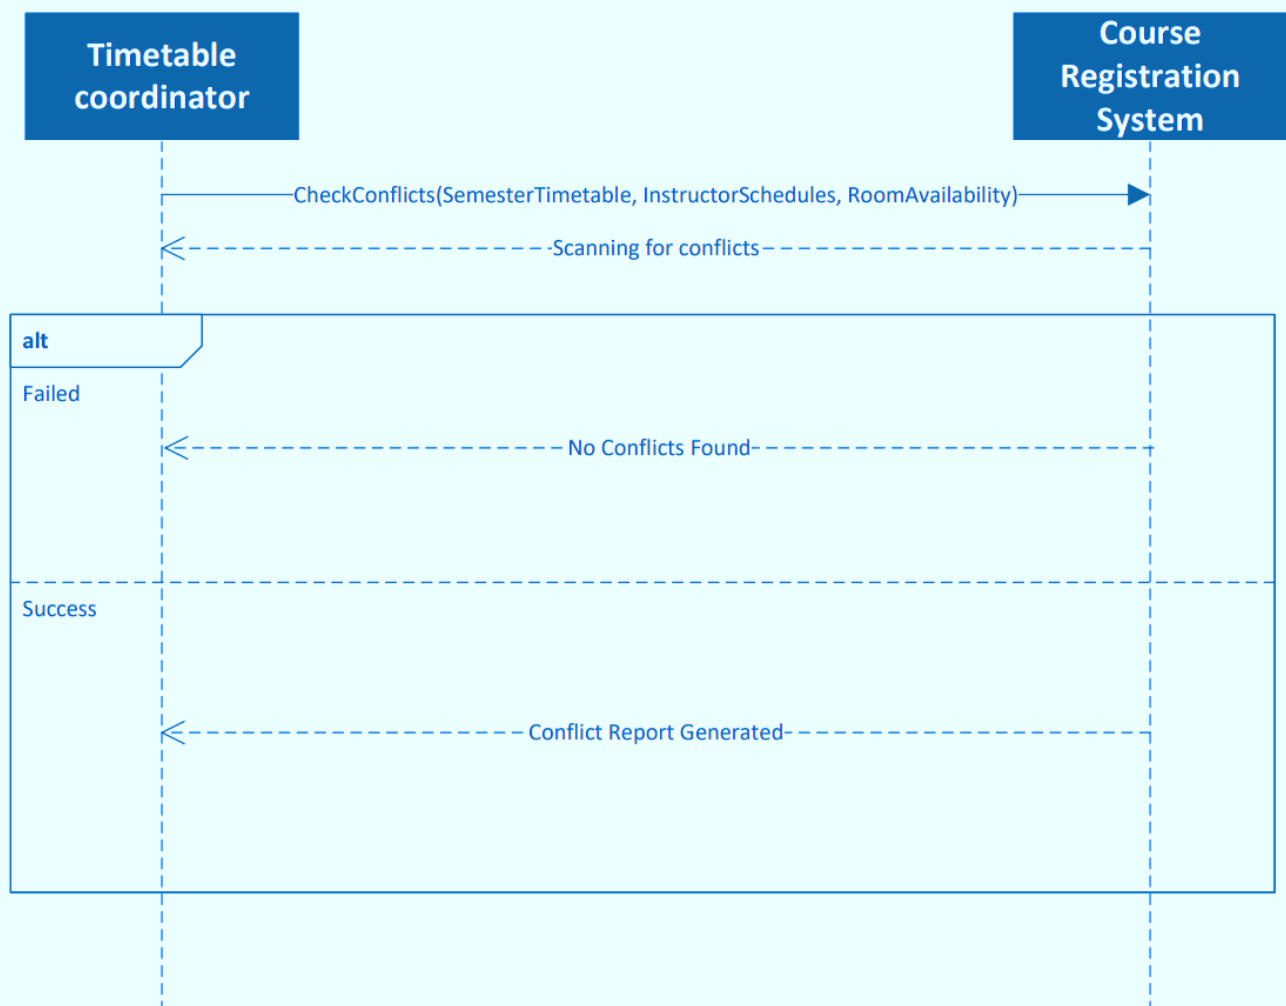 Timetable
coordinator
Course
Registration
System
CheckConflicts(SemesterTimetable, InstructorSchedules, RoomAvailability)
Scanning for conflicts
alt
Failed
No Conflicts Found
Success
Conflict Report Generated